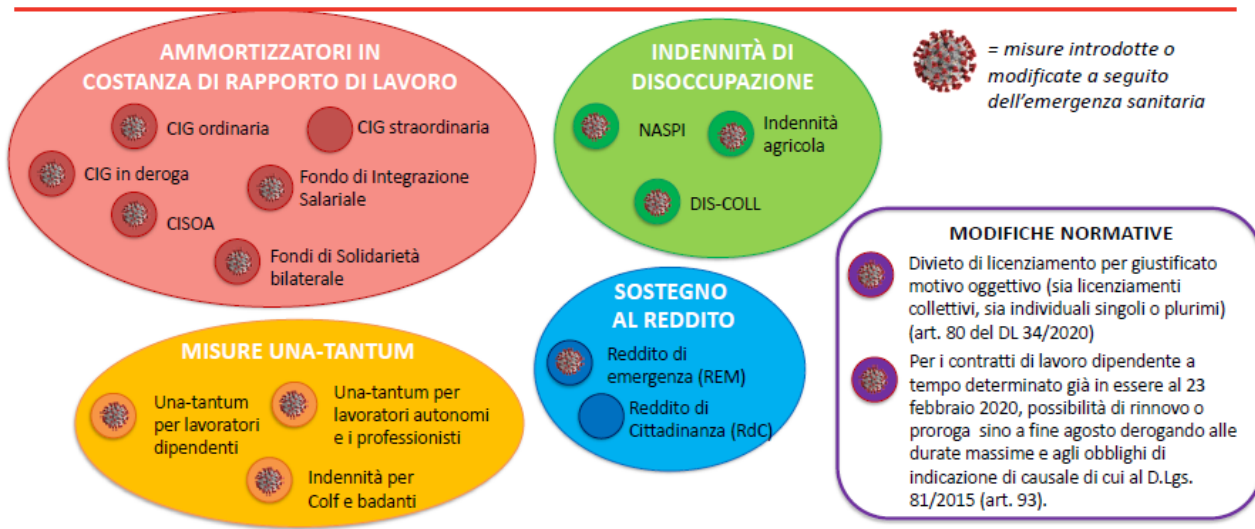 AMMORTIZZATORI IN
COSTANZA DI RAPPORTO DI LAVORO
CIG ordinaria
CIG straordinaria
CIG in deroga
Fondo di Integrazione
Salariale
CISOA
Fondi di Solidarietà
bilaterale
INDENNITÀ DI
DISOCCUPAZIONE
NASPI
Indennità
agricola
DIS-COLL
= misure introdotte o
modificate a seguito
dell'emergenza sanitaria
MISURE UNA-TANTUM
Una-tantum
per lavoratori
dipendenti
Una-tantum per
lavoratori autonomi
e i professionisti
Indennità per
Colf e badanti
SOSTEGNO
AL REDDITO
Reddito di
emergenza (REM)
Reddito di
Cittadinanza (RdC)
MODIFICHE NORMATIVE
Divieto di licenziamento per giustificato
motivo oggettivo (sia licenziamenti
collettivi, sia individuali singoli o plurimi)
(art. 80 del DL 34/2020)
Per i contratti di lavoro dipendente a
tempo determinato già in essere al 23
febbraio 2020, possibilità di rinnovo o
proroga sino a fine agosto derogando alle
durate massime e agli obblighi di
indicazione di causale di cui al D.Lgs.
81/2015 (art. 93).